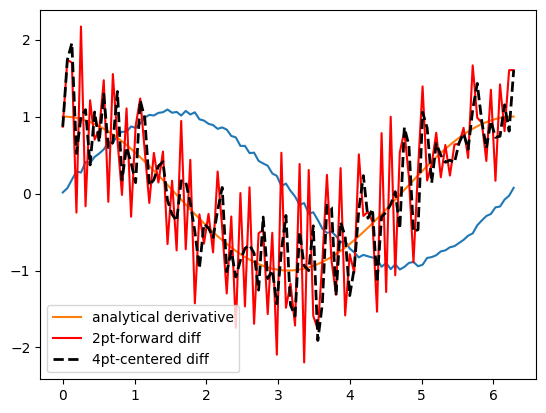 2
1
0
−1
−2
analytical derivative
2pt-forward diff
4pt-centered diff
0 1 2 3 4 5 6